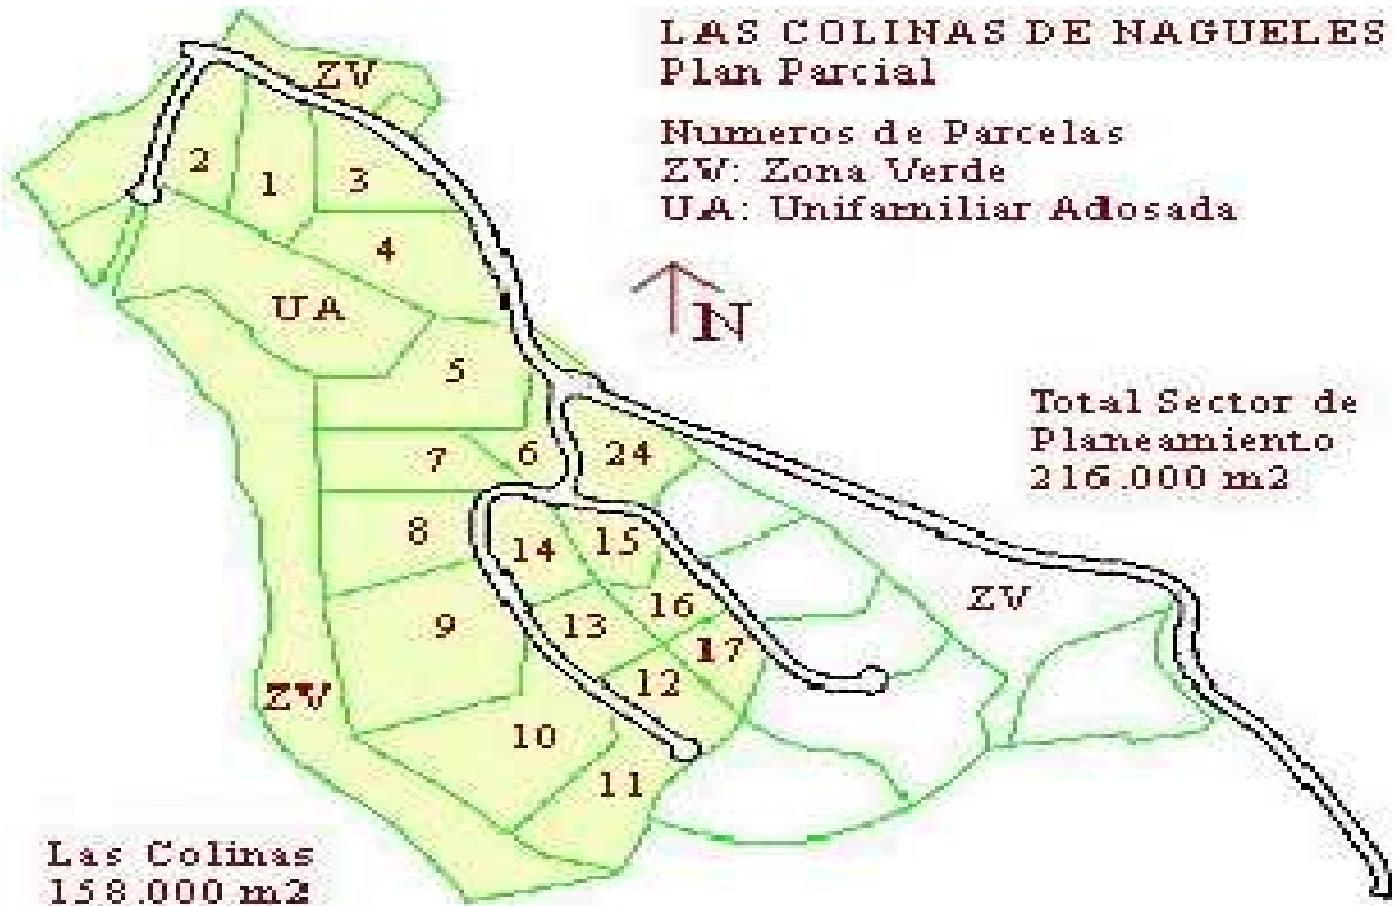 LAS COLINAS DE NAGUELES
Plan Parcial
Numeros de Parcelas
ZV: Zona Verde
UA: Unifamiliar Adosada
N
Total Sector de
Planeamiento
216.000 m2
ZV
2
1
3
4
UA
5
7
6
24
8
14
15
9
13
16
17
12
ZV
ZV
10
11
Las Colinas
158.000 m2